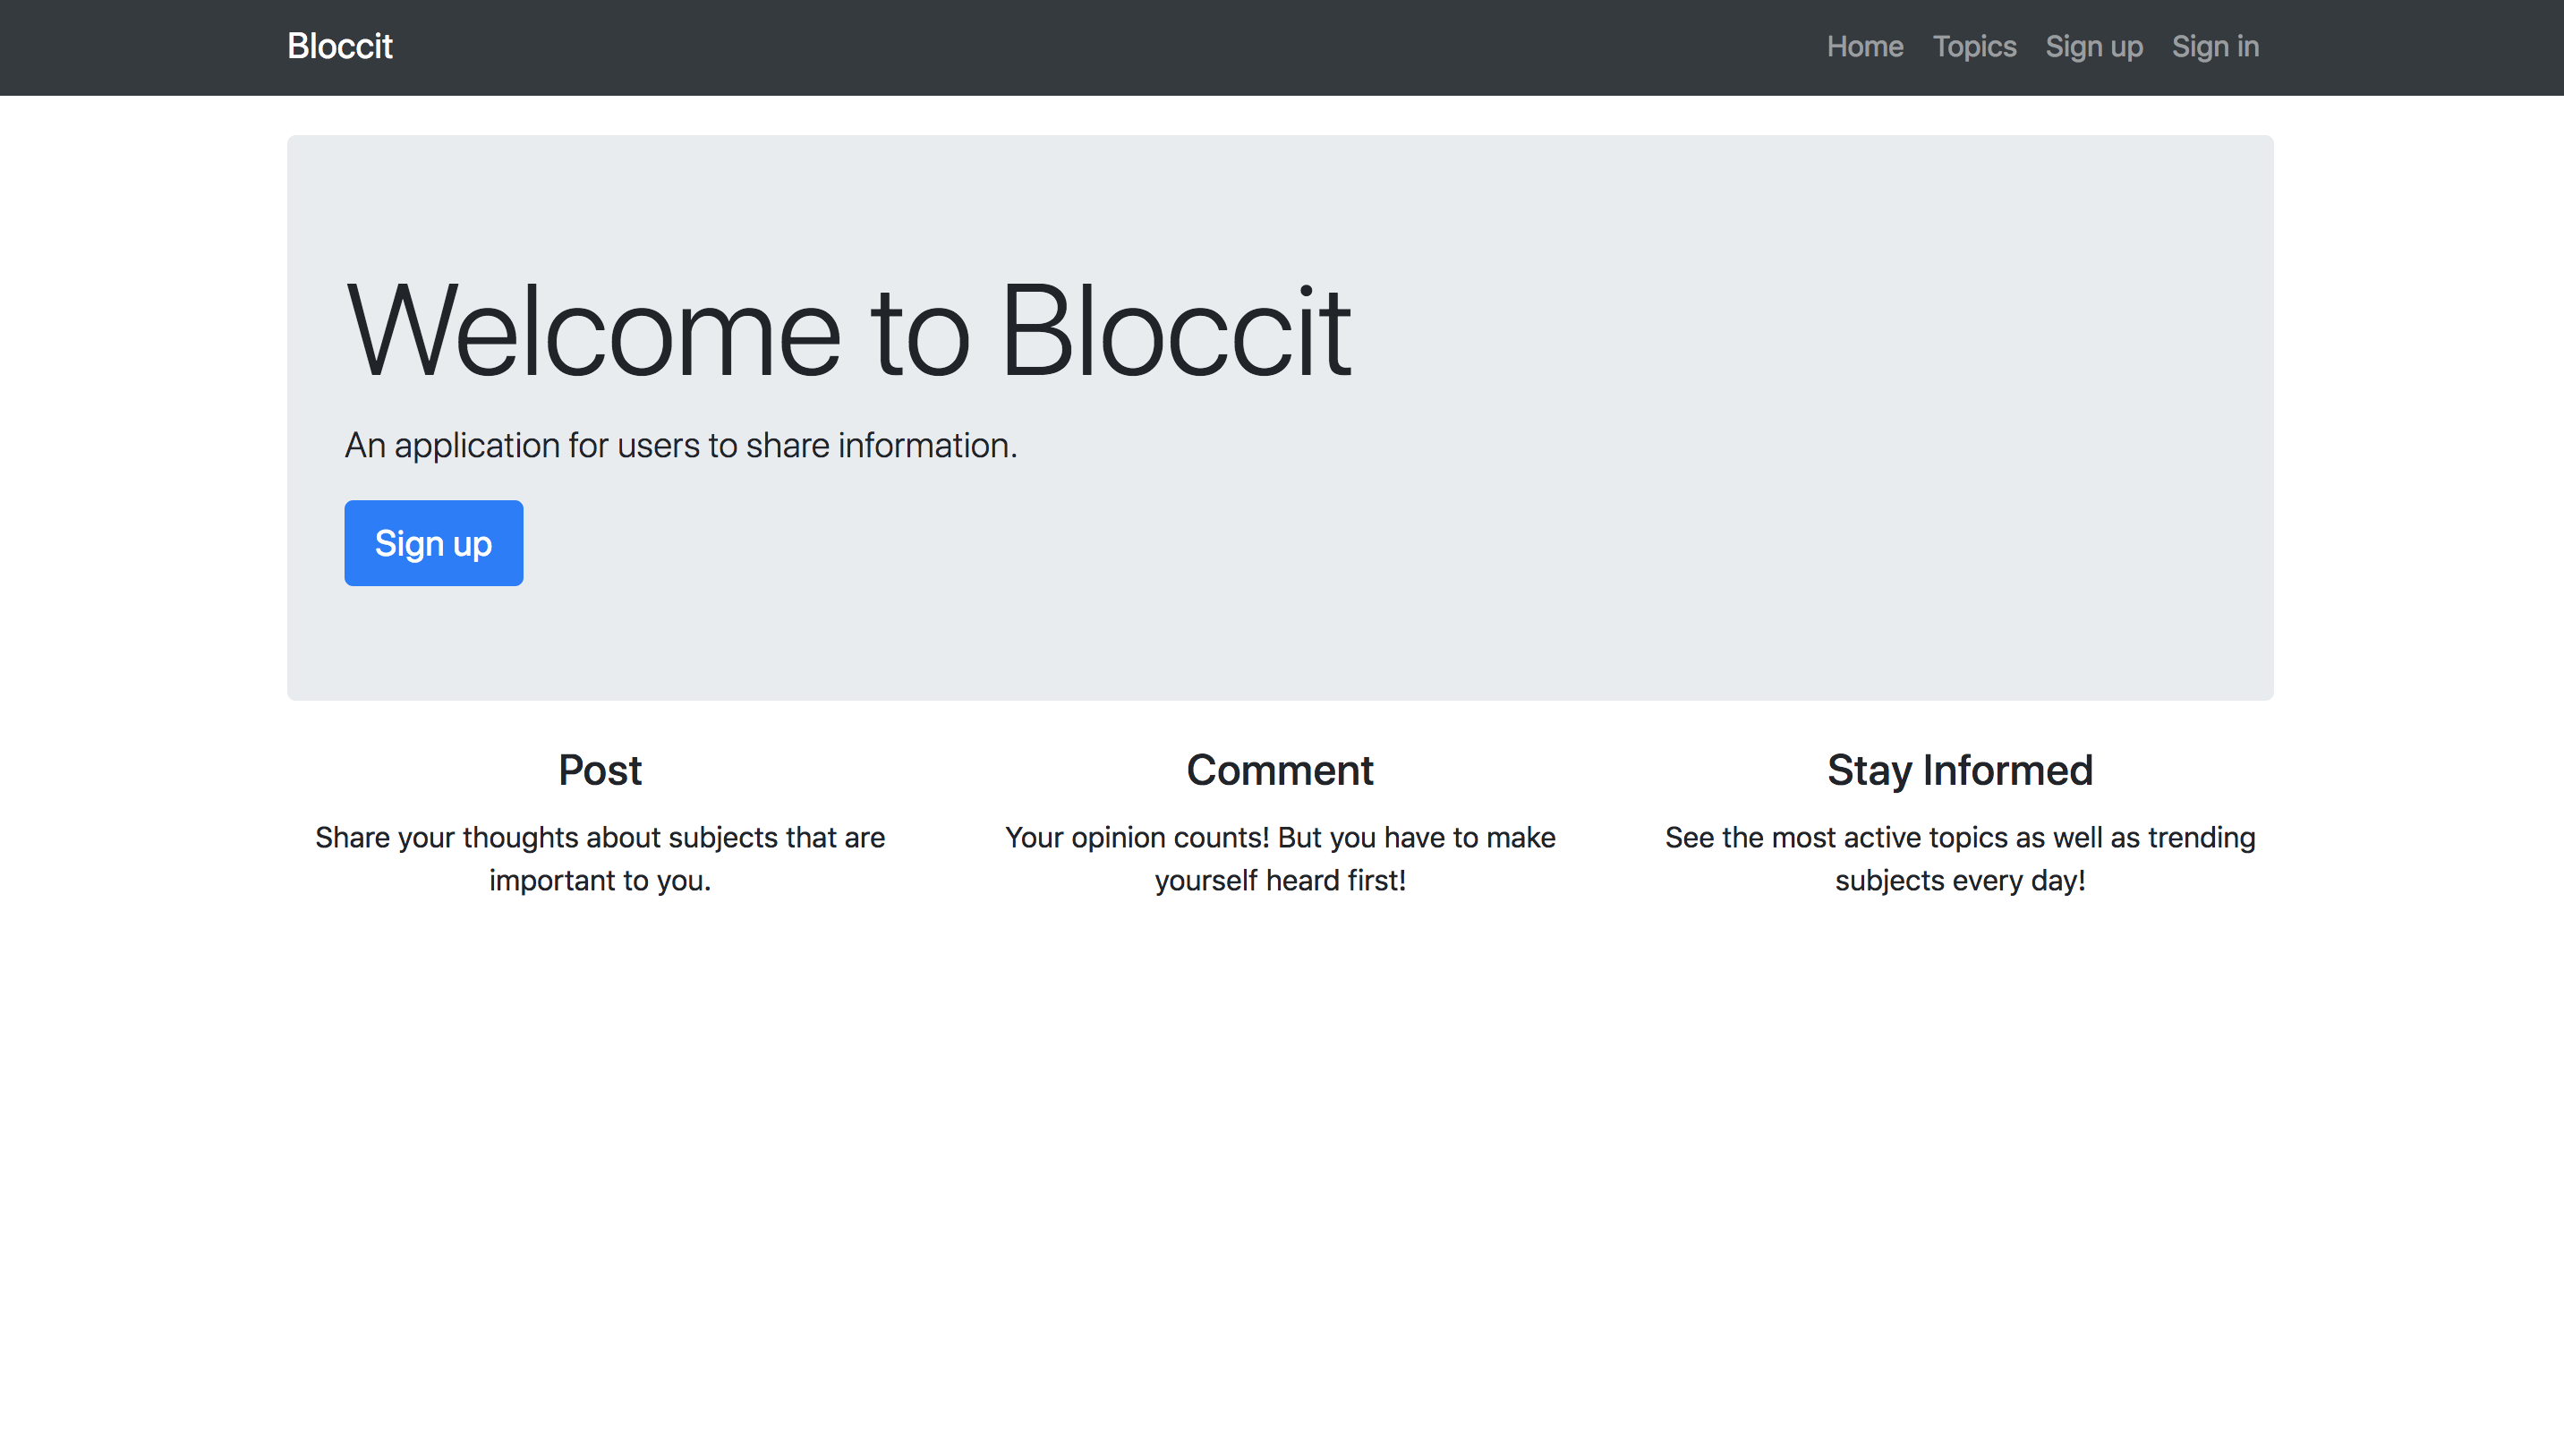 Bloccit
Home Topics Sign up Sign in
Welcome to Bloccit
An application for users to share information.
Sign up
Post
Share your thoughts about subjects that are
important to you.
Comment
Your opinion counts! But you have to make
yourself heard first!
Stay Informed
See the most active topics as well as trending
subjects every day!